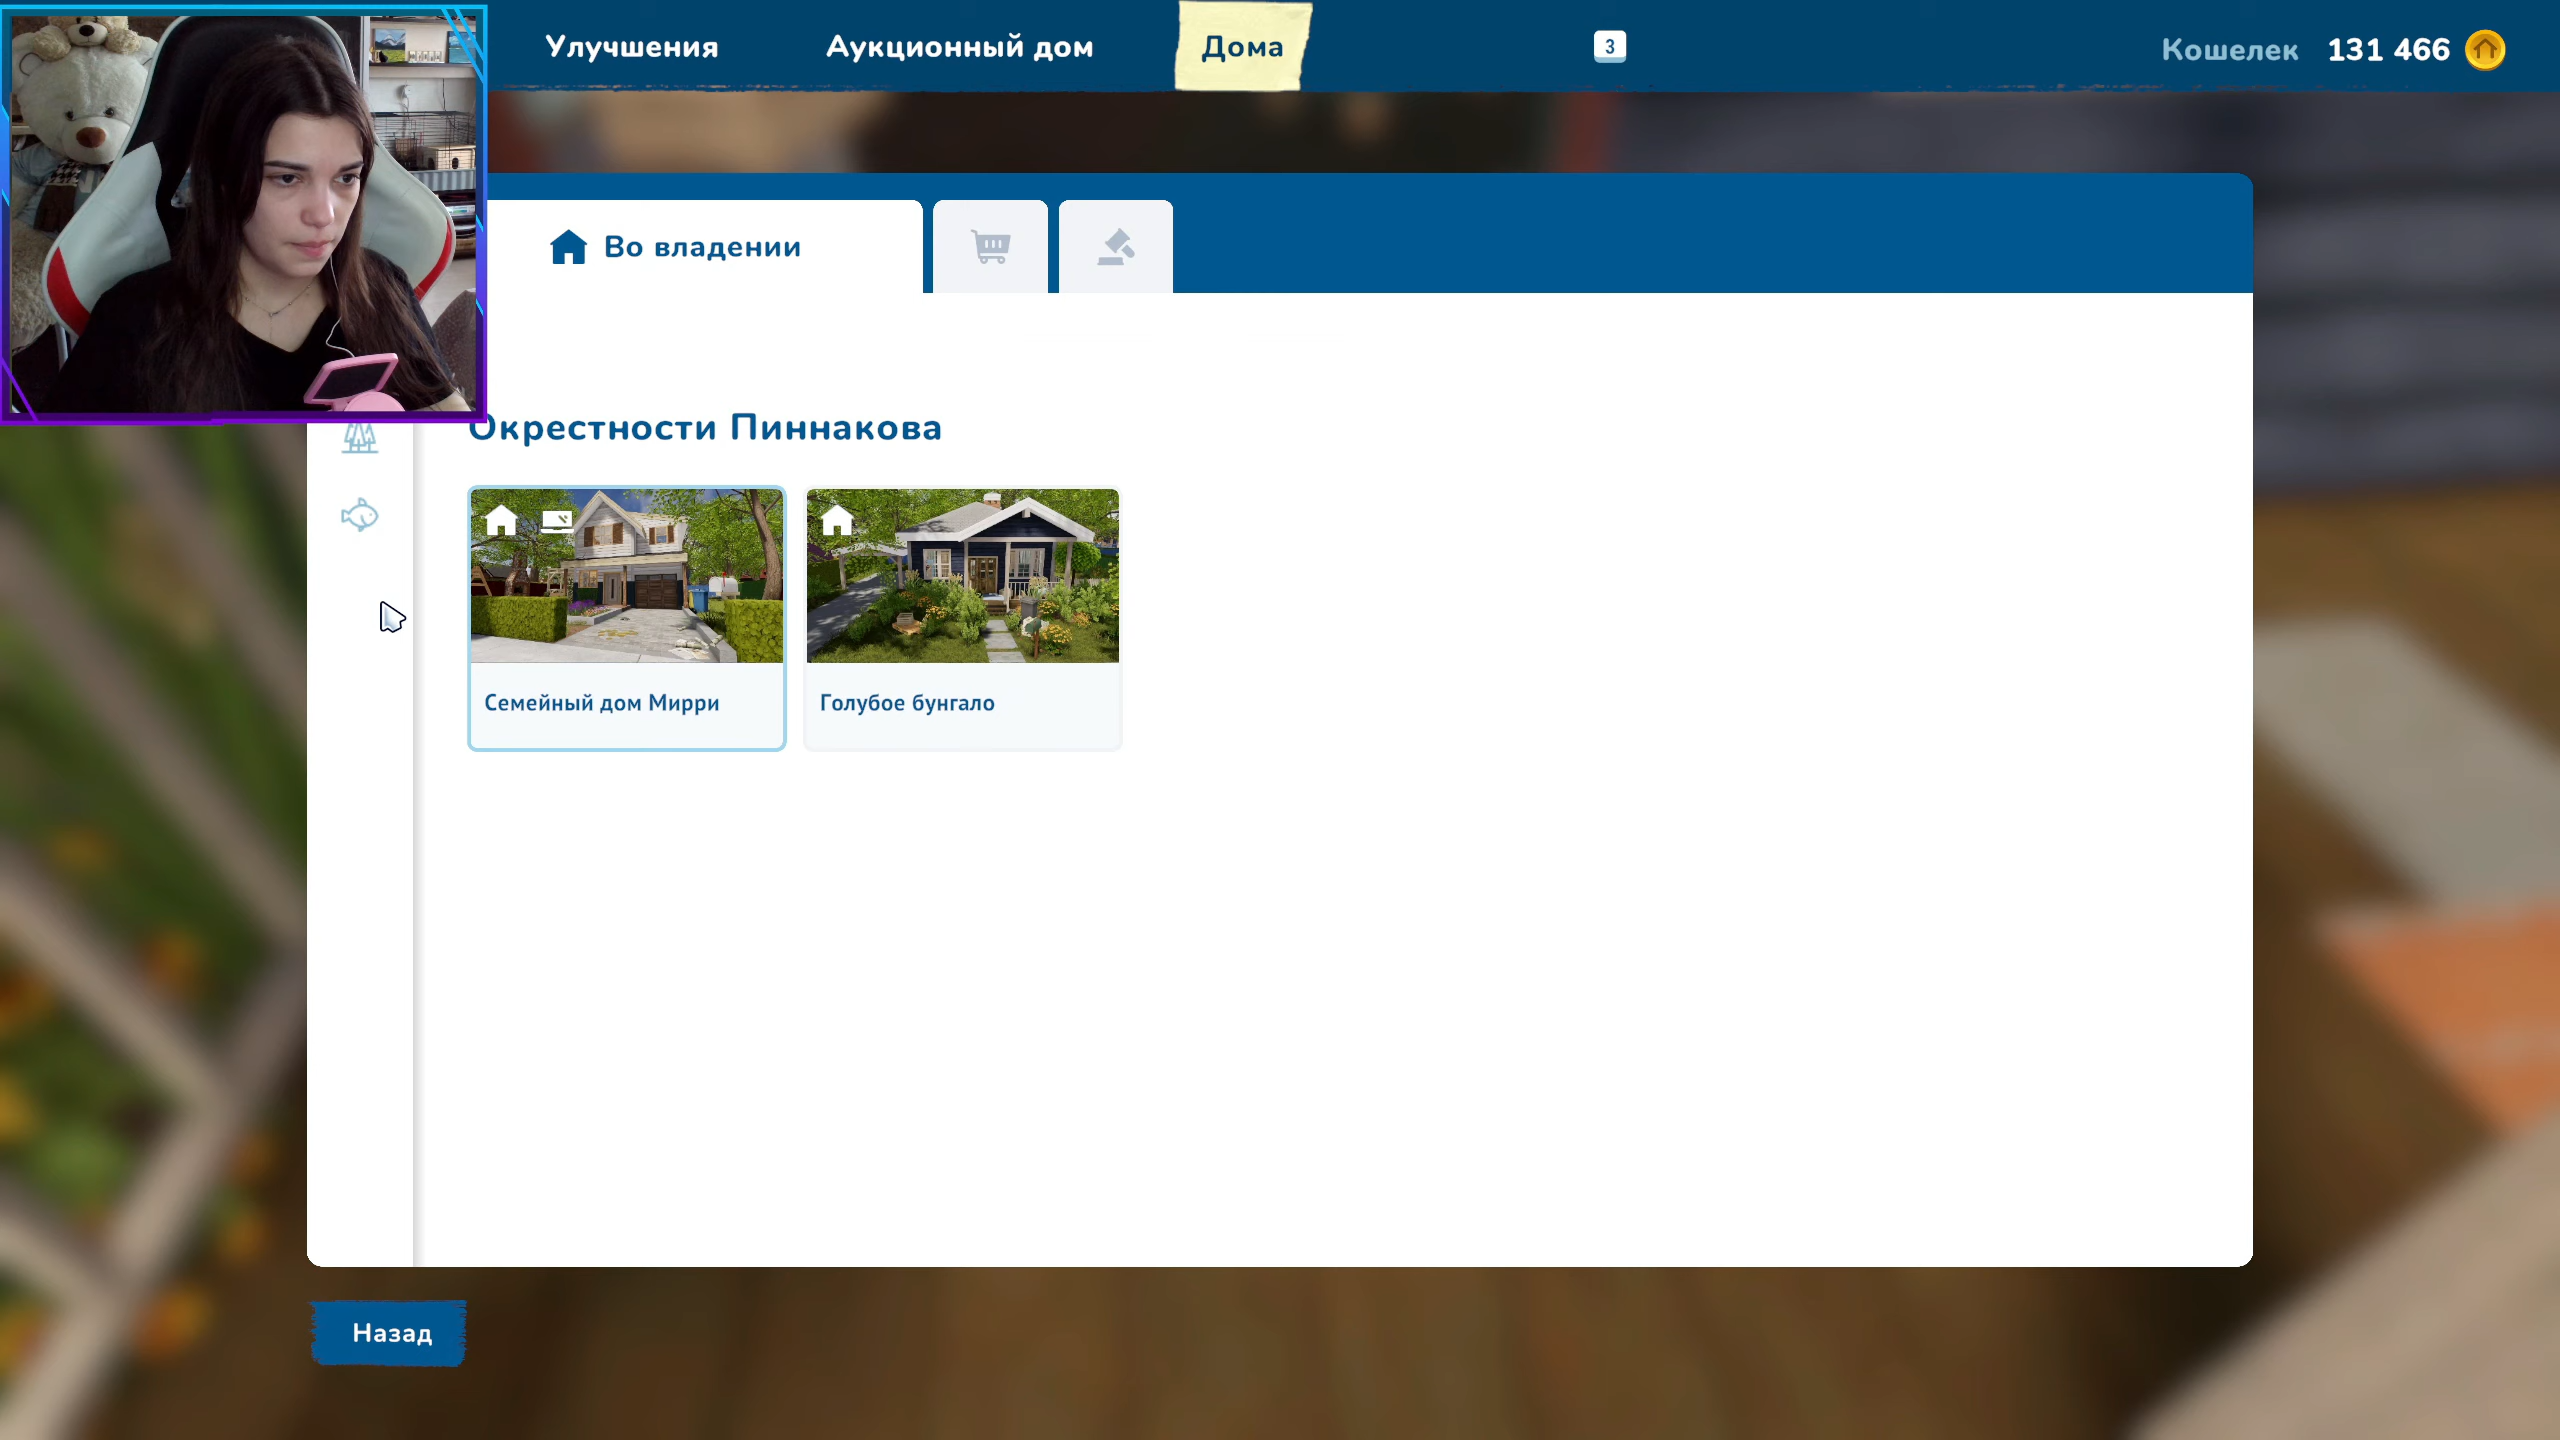 Улучшения
Аукционный дом
Дома
3
Кошелек 131 466
Во владении
Окрестности Пиннакова
Семейный дом Мирри
Голубое бунгало
Назад